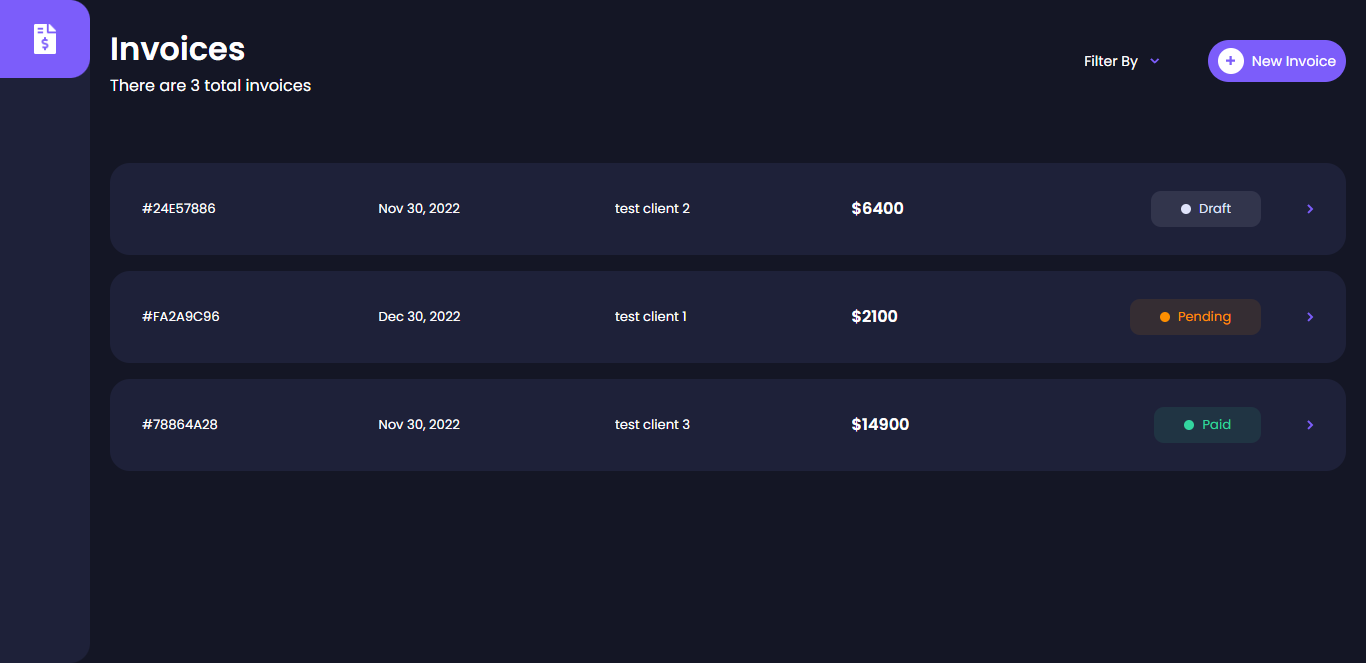 Invoices
There are 3 total invoices
Filter By
New Invoice
#24E57886 Nov 30, 2022 test client 2 $6400 Draft
#FA2A9C96 Dec 30, 2022 test client 1 $2100 Pending
#78864A28 Nov 30, 2022 test client 3 $14900 Paid